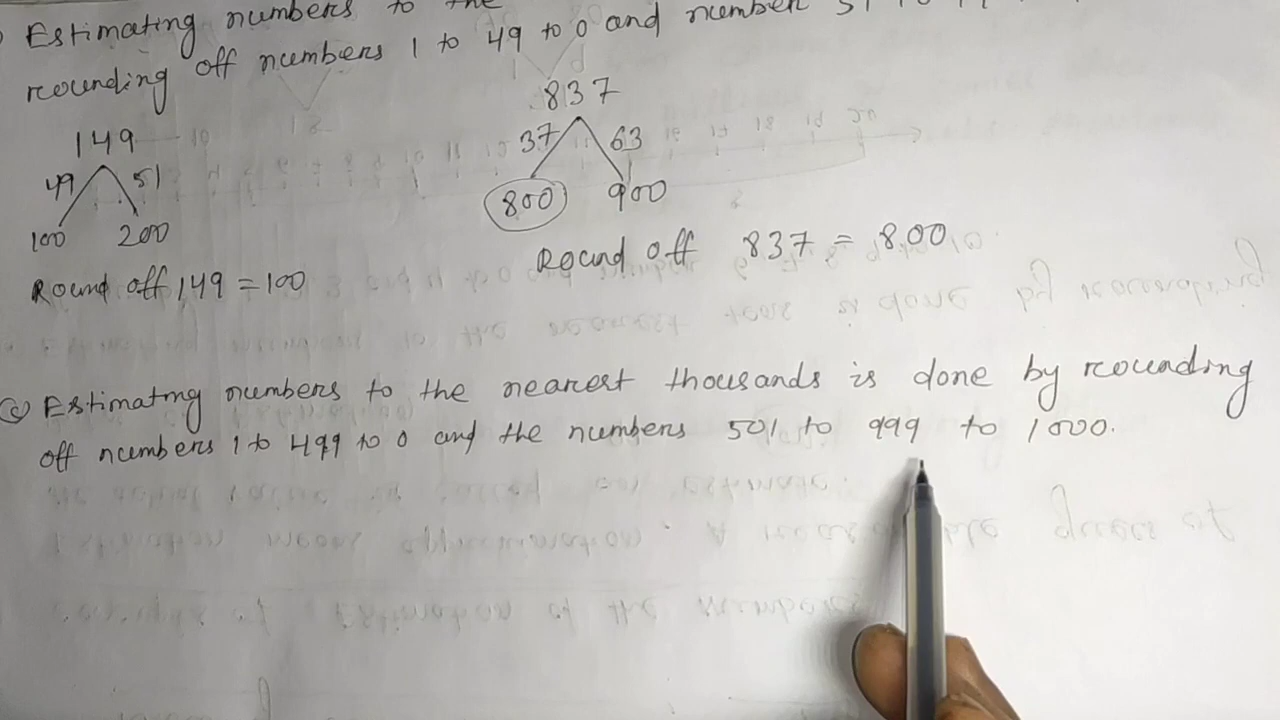 Estimating numbers to the
rounding off numbers 1 to 49 to 0 and number 51 to
149
49 51
100 200
Round off 149 = 100
837
37 63
800 900
Round off 837 = 800
c) Estimating numbers to the nearest thousands is done by rounding
off numbers 1 to 499 to 0 and the numbers 501 to 999 to 1000.